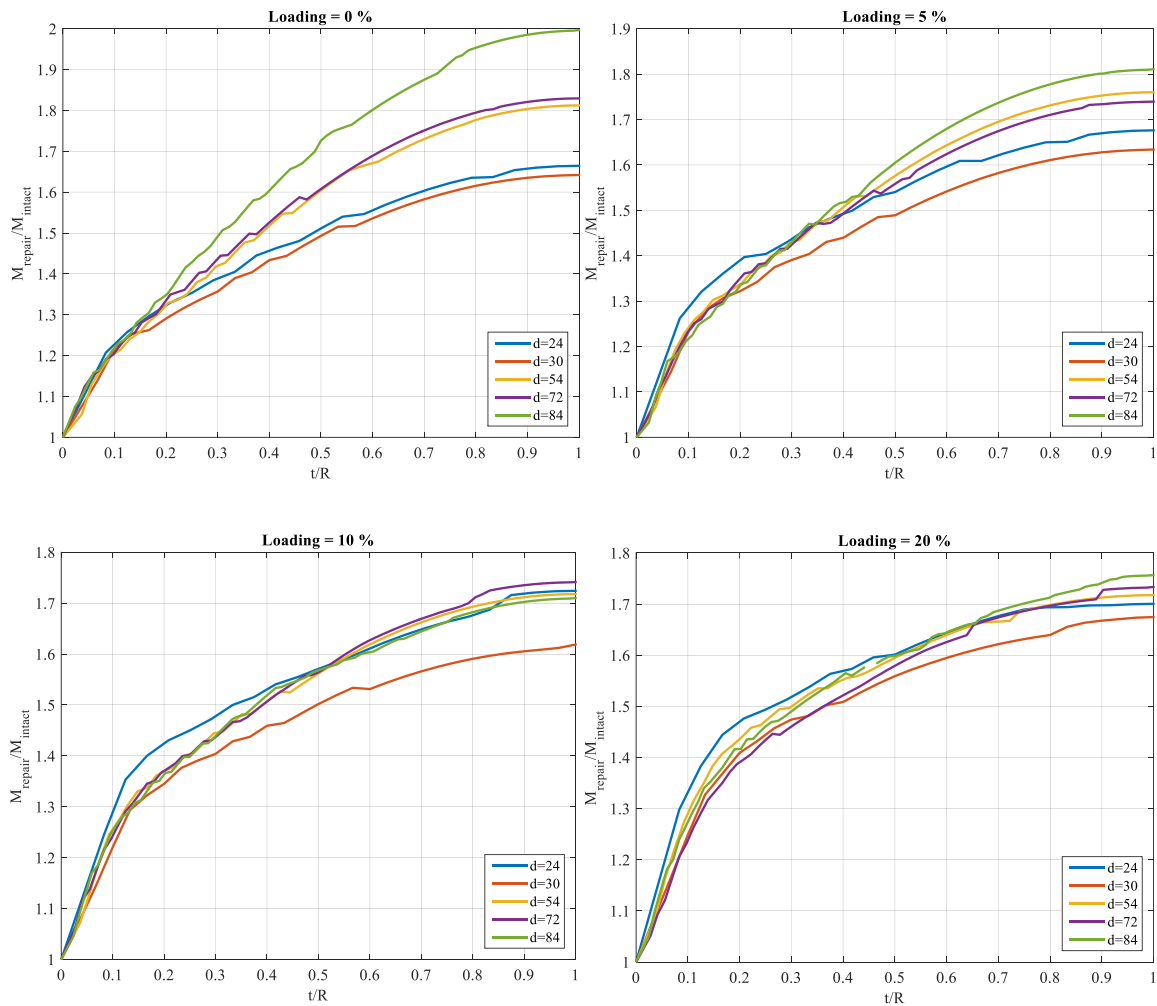 Loading = 0 %
2
1.9
1.8
1.7
1.6
1.5
1.4
1.3
1.2
1.1
1
M_repair/M_intact
0 0.1 0.2 0.3 0.4 0.5 0.6 0.7 0.8 0.9 1
t/R
d=24
d=30
d=54
d=72
d=84
Loading = 5 %
1.9
1.8
1.7
1.6
1.5
1.4
1.3
1.2
1.1
1
M_repair/M_intact
0 0.1 0.2 0.3 0.4 0.5 0.6 0.7 0.8 0.9 1
t/R
d=24
d=30
d=54
d=72
d=84
Loading = 10 %
1.8
1.7
1.6
1.5
1.4
1.3
1.2
1.1
1
M_repair/M_intact
0 0.1 0.2 0.3 0.4 0.5 0.6 0.7 0.8 0.9 1
t/R
d=24
d=30
d=54
d=72
d=84
Loading = 20 %
1.8
1.7
1.6
1.5
1.4
1.3
1.2
1.1
1
M_repair/M_intact
0 0.1 0.2 0.3 0.4 0.5 0.6 0.7 0.8 0.9 1
t/R
d=24
d=30
d=54
d=72
d=84